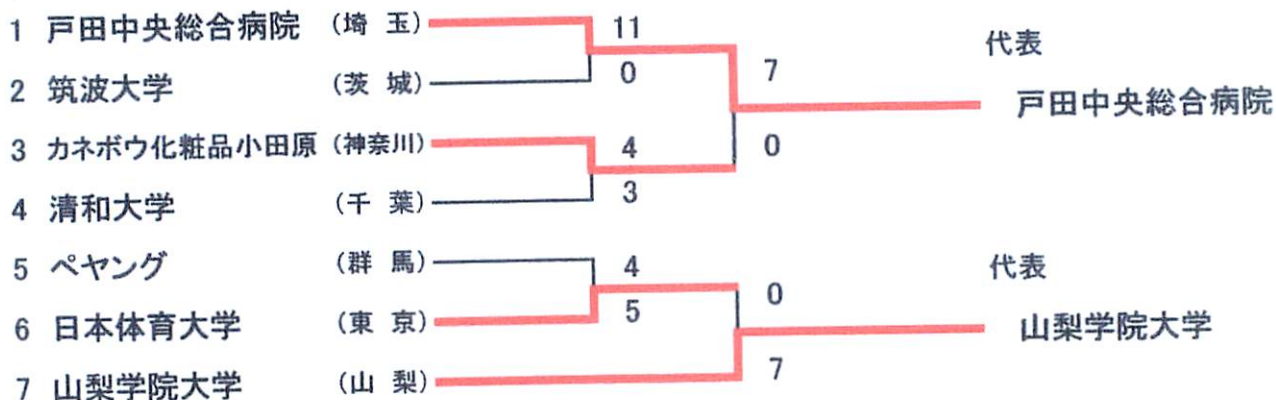 1 戸田中央総合病院 (埼 玉) 11
代表
2 筑波大学 (茨 城) 0 7
戸田中央総合病院
3 カネボウ化粧品小田原 (神奈川) 4 0
4 清和大学 (千 葉) 3
5 ペヤング (群 馬) 4
代表
6 日本体育大学 (東 京) 5 0
山梨学院大学
7 山梨学院大学 (山 梨) 7